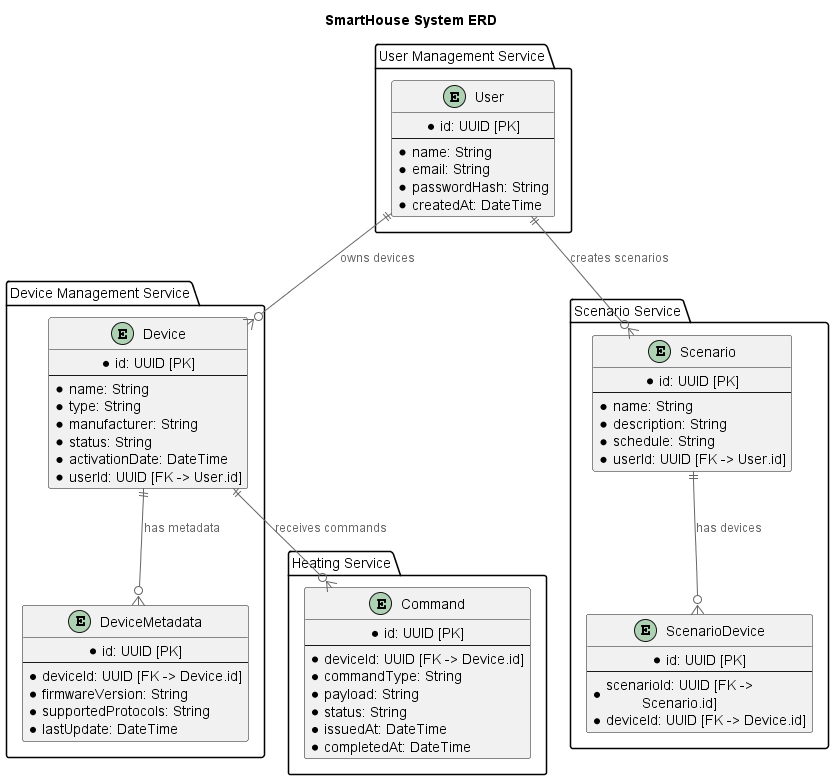 SmartHouse System ERD
User Management Service
E User
id: UUID [PK]
name: String
email: String
passwordHash: String
createdAt: DateTime
owns devices
creates scenarios
Device Management Service
E Device
id: UUID [PK]
name: String
type: String
manufacturer: String
status: String
activationDate: DateTime
userId: UUID [FK -> User.id]
Scenario Service
E Scenario
id: UUID [PK]
name: String
description: String
schedule: String
userId: UUID [FK -> User.id]
has metadata
receives commands
has devices
E DeviceMetadata
id: UUID [PK]
deviceId: UUID [FK -> Device.id]
firmwareVersion: String
supportedProtocols: String
lastUpdate: DateTime
Heating Service
E Command
id: UUID [PK]
deviceId: UUID [FK -> Device.id]
commandType: String
payload: String
status: String
issuedAt: DateTime
completedAt: DateTime
E ScenarioDevice
id: UUID [PK]
scenarioId: UUID [FK ->
Scenario.id]
deviceId: UUID [FK -> Device.id]